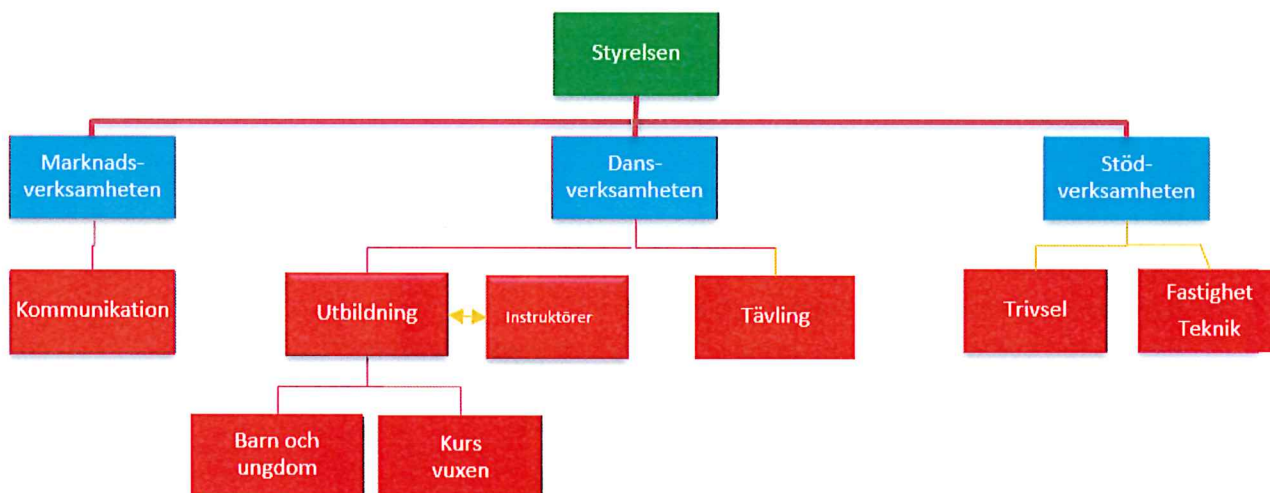 Styrelsen
Marknads-
verksamheten
Dans-
verksamheten
Stöd-
verksamheten
Kommunikation
Utbildning
Instruktörer
Tävling
Trivsel
Fastighet
Teknik
Barn och
ungdom
Kurs
vuxen